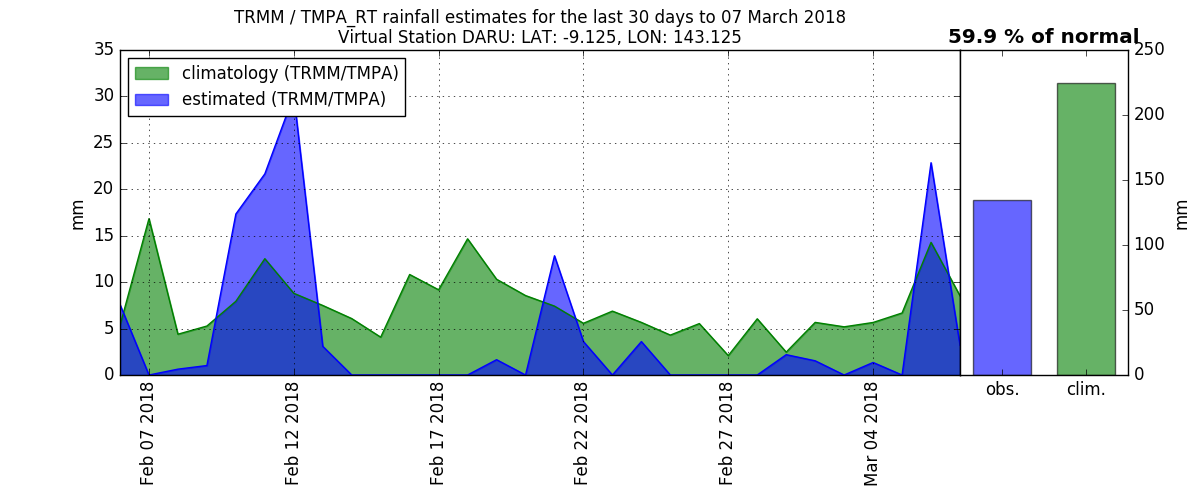 TRMM / TMPA_RT rainfall estimates for the last 30 days to 07 March 2018
Virtual Station DARU: LAT: -9.125, LON: 143.125
59.9 % of normal
climatology (TRMM/TMPA)
estimated (TRMM/TMPA)
35
30
25
20
15
10
5
0
mm
Feb 07 2018
Feb 12 2018
Feb 17 2018
Feb 22 2018
Feb 27 2018
Mar 04 2018
obs.
clim.
250
200
150
100
50
0
mm